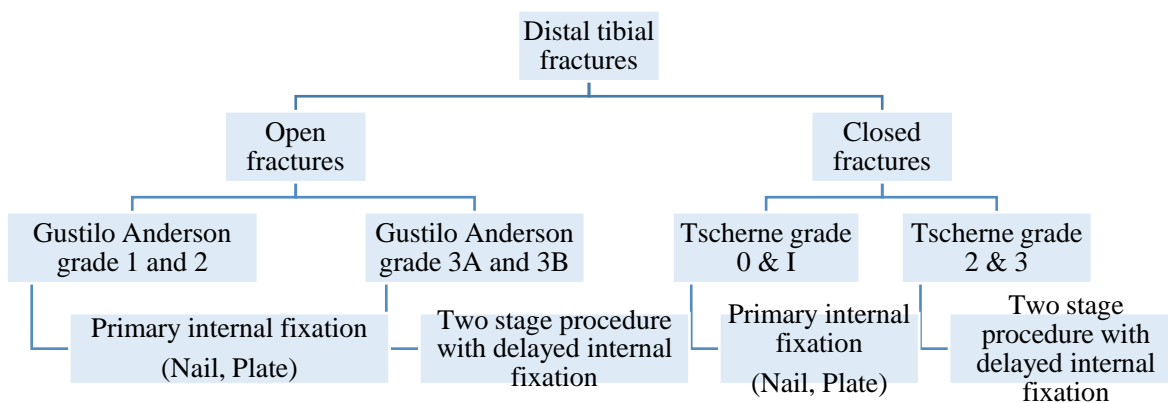 Distal tibial
fractures
Open
fractures
Closed
fractures
Gustilo Anderson
grade 1 and 2
Gustilo Anderson
grade 3A and 3B
Tscherne grade
0 & I
Tscherne grade
2 & 3
Primary internal fixation
(Nail, Plate)
Two stage procedure
with delayed internal
fixation
Primary internal
fixation
(Nail, Plate)
Two stage
procedure with
delayed internal
fixation